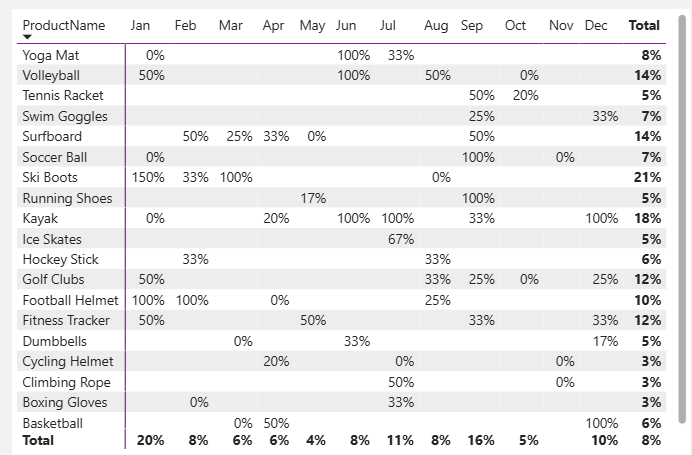 ProductName Jan Feb Mar Apr May Jun Jul Aug Sep Oct Nov Dec Total
Yoga Mat 0% 100% 33% 8%
Volleyball 50% 100% 50% 0% 14%
Tennis Racket 50% 20% 5%
Swim Goggles 25% 33% 7%
Surfboard 50% 25% 33% 0% 50% 14%
Soccer Ball 0% 100% 0% 7%
Ski Boots 150% 33% 100% 0% 21%
Running Shoes 17% 100% 5%
Kayak 0% 20% 100% 100% 33% 100% 18%
Ice Skates 67% 5%
Hockey Stick 33% 33% 6%
Golf Clubs 50% 33% 25% 0% 25% 12%
Football Helmet 100% 100% 0% 25% 10%
Fitness Tracker 50% 50% 33% 33% 12%
Dumbbells 0% 33% 17% 5%
Cycling Helmet 20% 0% 0% 3%
Climbing Rope 50% 0% 3%
Boxing Gloves 0% 33% 3%
Basketball 0% 50% 100% 6%
Total 20% 8% 6% 6% 4% 8% 11% 8% 16% 5% 10% 8%